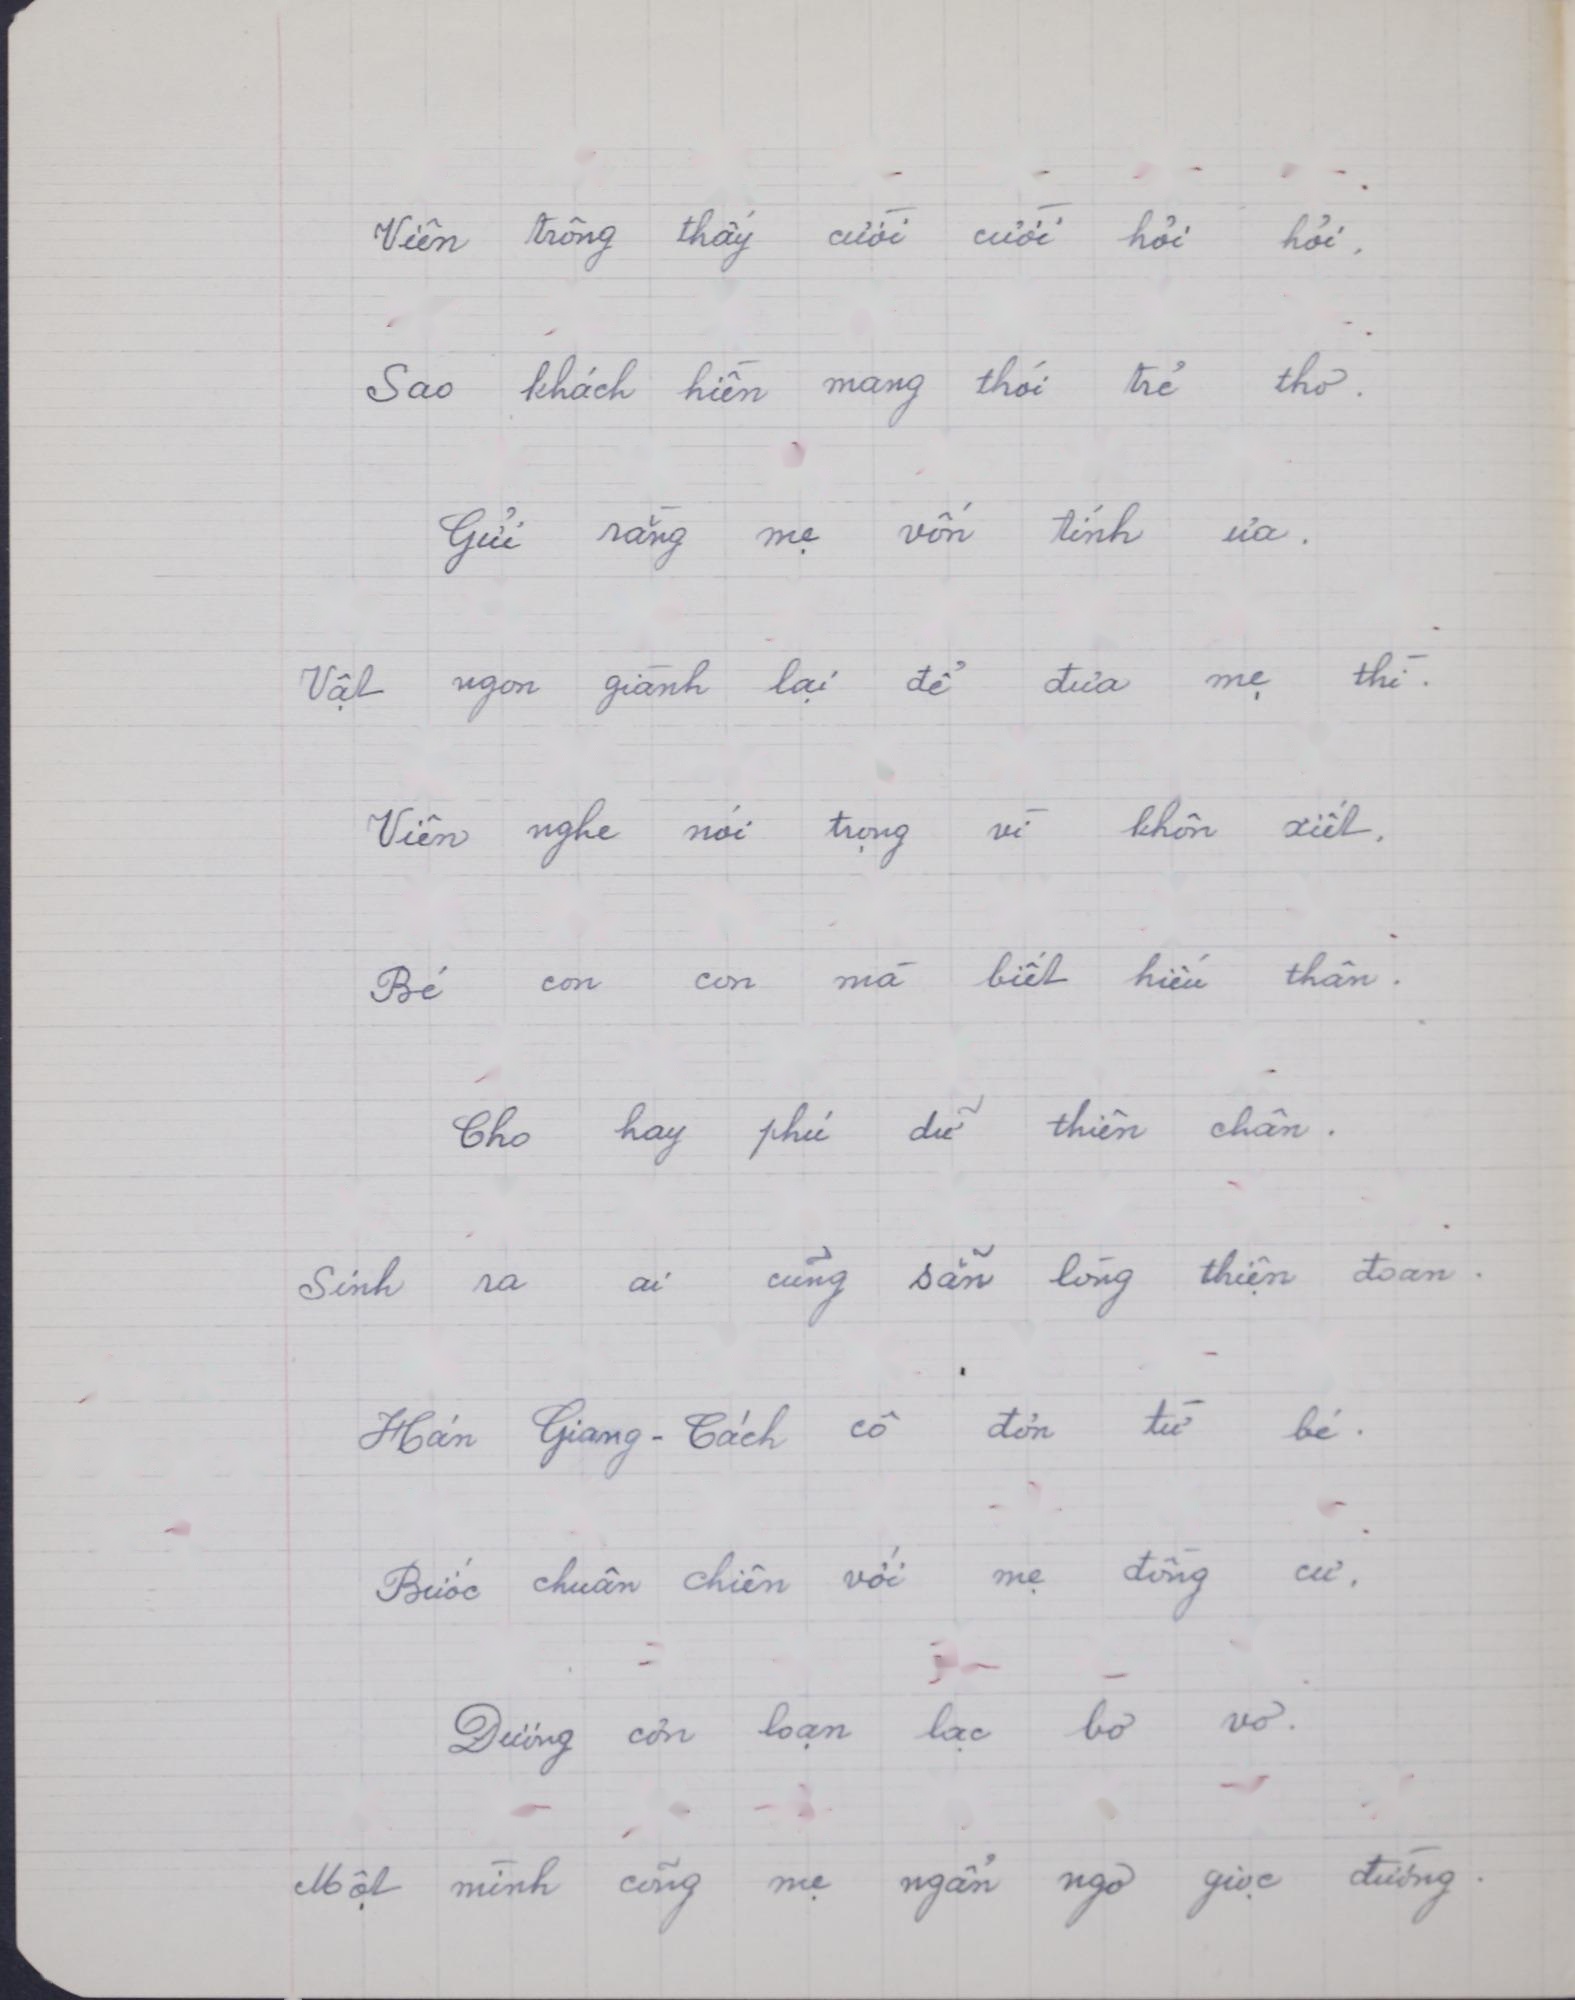 Viên trông thấy cười cười hỏi hỏi,
Sao khách hiền mang thói trẻ thơ.
Gửi rằng mẹ vốn tính ưa.
Vật ngon giành lại để đưa mẹ thì.
Viên nghe nói trọng vì khôn xiết,
Bé con con mà biết hiếu thân.
Cho hay phú dữ thiên chân.
Sinh ra ai cũng sẵn lòng thiện đoan.
Hán Giang-Cách cô đơn từ bé.
Bước chuân chiên với mẹ đồng cư,
Đương cơn loạn lạc bơ vơ.
Một mình cõng mẹ ngẩn ngơ giọc đường.